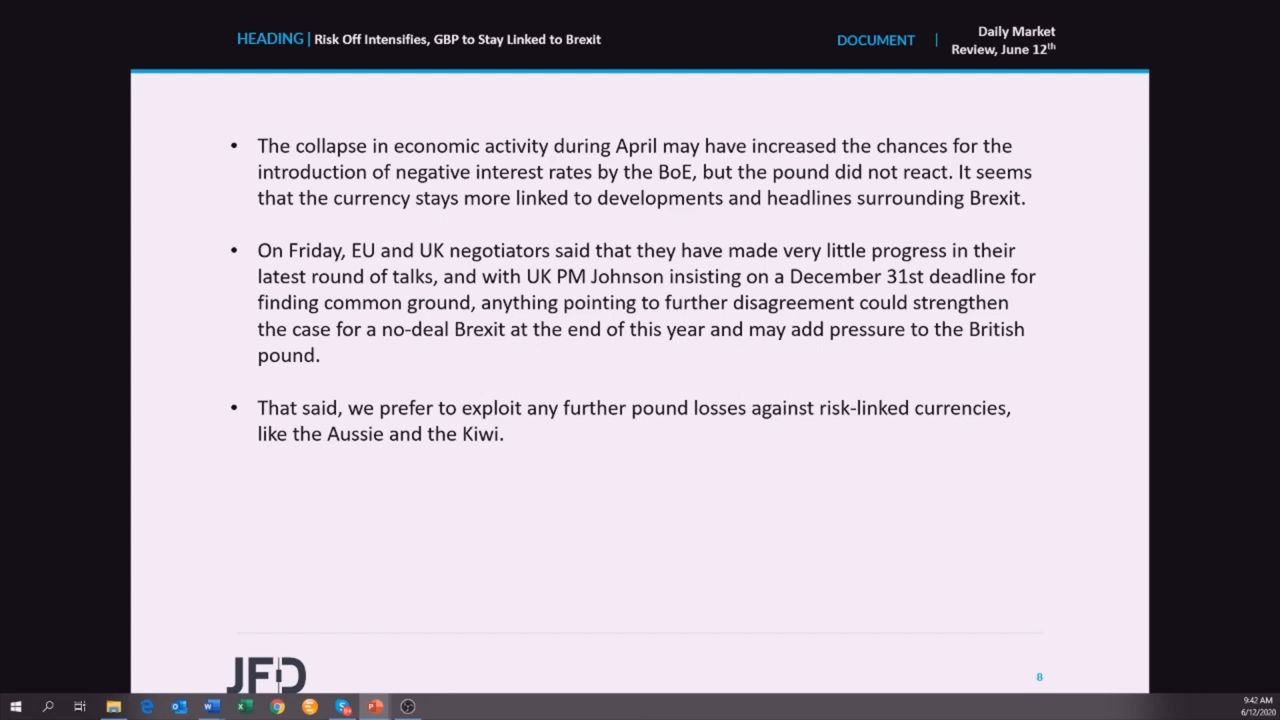 HEADING | Risk Off Intensifies, GBP to Stay Linked to Brexit
DOCUMENT | Daily Market
Review, June 12th
• The collapse in economic activity during April may have increased the chances for the
introduction of negative interest rates by the BoE, but the pound did not react. It seems
that the currency stays more linked to developments and headlines surrounding Brexit.
• On Friday, EU and UK negotiators said that they have made very little progress in their
latest round of talks, and with UK PM Johnson insisting on a December 31st deadline for
finding common ground, anything pointing to further disagreement could strengthen
the case for a no-deal Brexit at the end of this year and may add pressure to the British
pound.
• That said, we prefer to exploit any further pound losses against risk-linked currencies,
like the Aussie and the Kiwi.
JFD
8
9:42 AM
6/12/2020